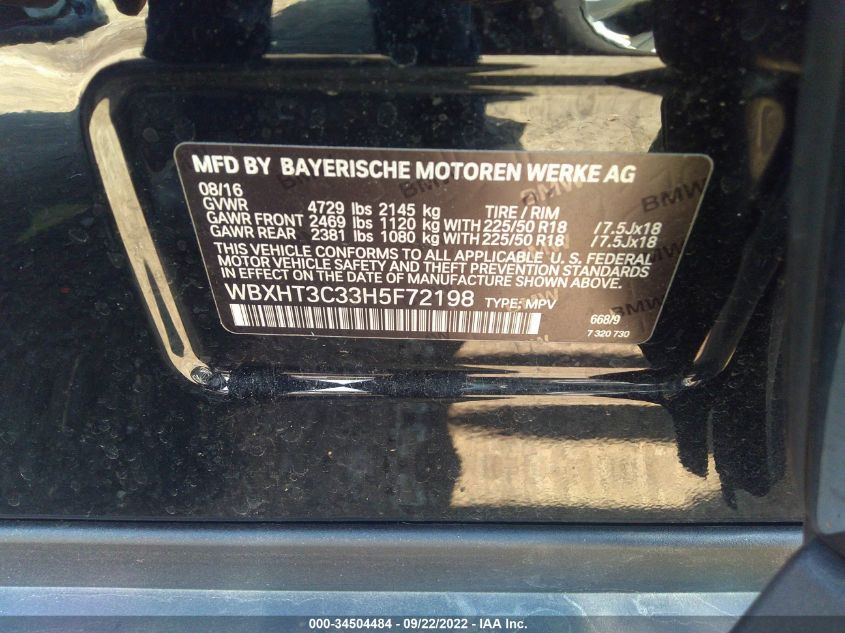 MFD BY BAYERISCHE MOTOREN WERKE AG
08/16
GVWR 4729 lbs 2145 kg TIRE / RIM
GAWR FRONT 2469 lbs 1120 kg WITH 225/50 R18 /7.5Jx18
GAWR REAR 2381 lbs 1080 kg WITH 225/50 R18 /7.5Jx18
THIS VEHICLE CONFORMS TO ALL APPLICABLE U.S. FEDERAL
MOTOR VEHICLE SAFETY AND THEFT PREVENTION STANDARDS
IN EFFECT ON THE DATE OF MANUFACTURE SHOWN ABOVE.
WBXHT3C33H5F72198 TYPE: MPV
668/9
7 320 730
BMW
BMW
BMW
000-34504484 / 09/22/2022 - IAA Inc.